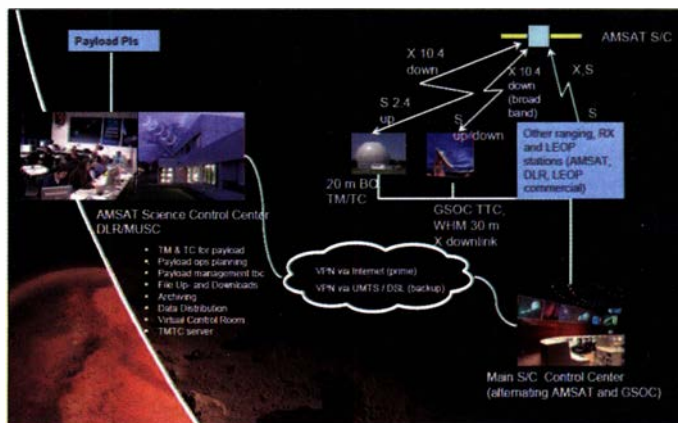 Payload PIs
AMSAT S/C
X 10.4
down
X 10.4
down
(broad
band)
X,S
S 2.4
up
S
up/down
S
Other ranging, RX
and LEOP
stations (AMSAT,
DLR, LEOP
commercial)
20 m BO
TM/TC
GSOC TTC,
WHM 30 m
X downlink
AMSAT Science Control Center
DLR/MUSC
• TM & TC for payload
• Payload ops planning
• Payload management tbc
• File Up- and Downloads
• Archiving
• Data Distribution
• Virtual Control Room
• TMTC server
VPN via Internet (prime)
VPN via UMTS / DSL (backup)
Main S/C Control Center
(alternating AMSAT and GSOC)